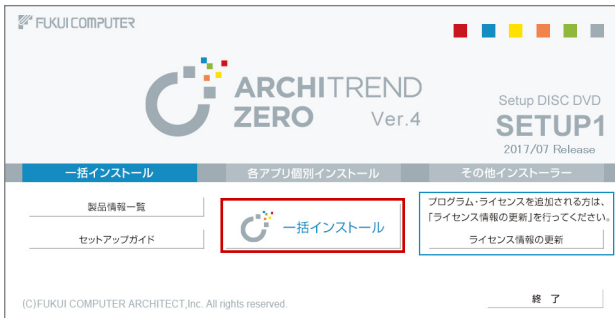 FUKUI COMPUTER
ARCHITREND
ZERO Ver.4
Setup DISC DVD
SETUP1
2017/07 Release
一括インストール 各アプリ個別インストール その他インストーラー
製品情報一覧
セットアップガイド
一括インストール
プログラム・ライセンスを追加される方は、
「ライセンス情報の更新」を行ってください。
ライセンス情報の更新
(C)FUKUI COMPUTER ARCHITECT,Inc. All rights reserved.
終 了